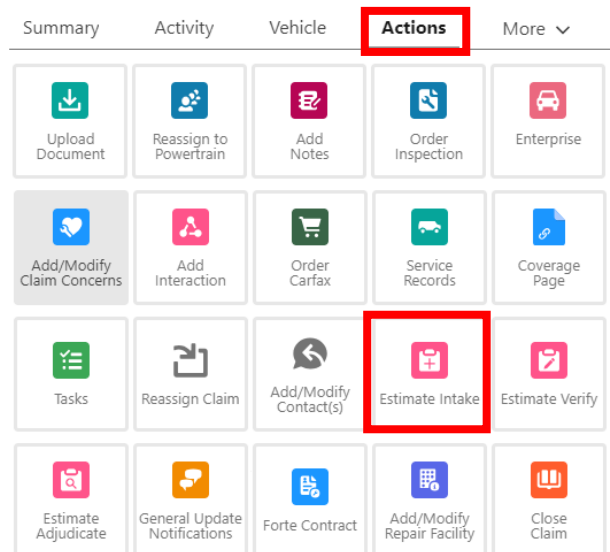 Summary Activity Vehicle Actions More
Upload Reassign to Add Order Enterprise
Document Powertrain Notes Inspection
Add/Modify Add Order Service Coverage
Claim Concerns Interaction Carfax Records Page
Tasks Reassign Claim Add/Modify Estimate Intake Estimate Verify
Contact(s)
Estimate General Update Forte Contract Add/Modify Close
Adjudicate Notifications Repair Facility Claim